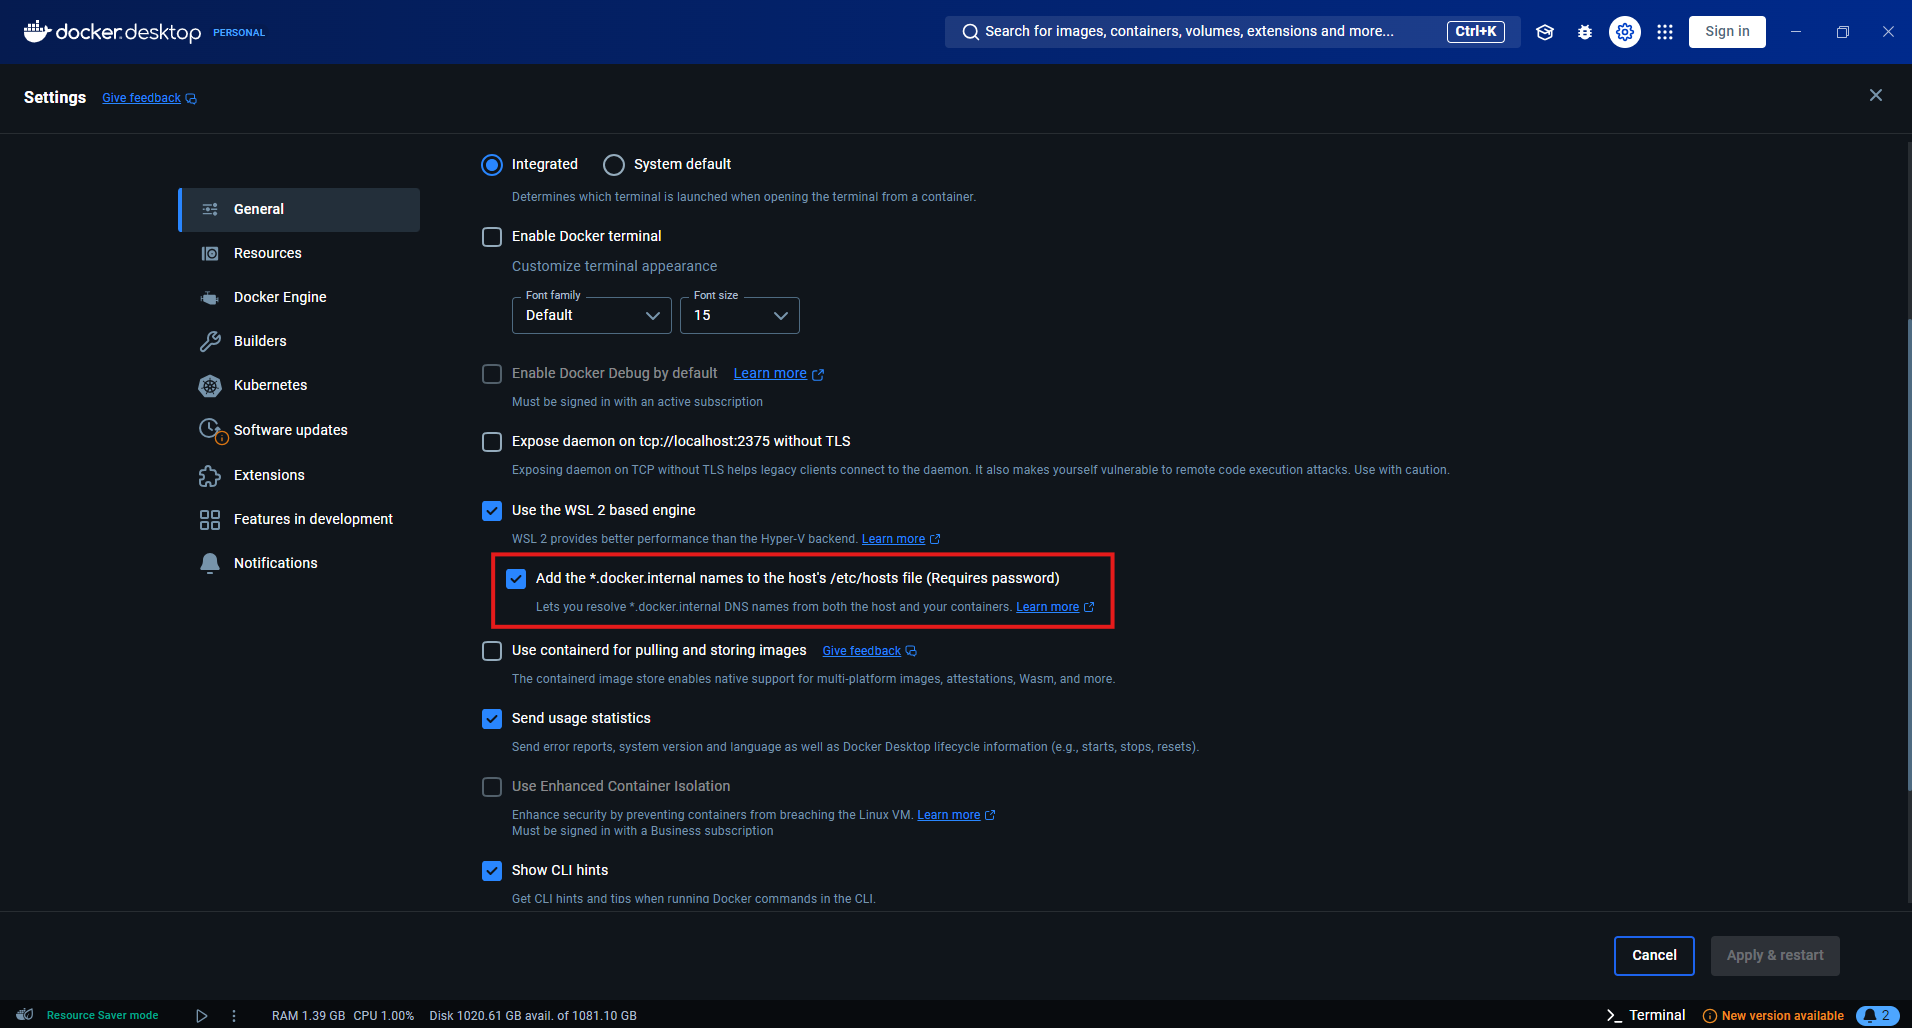 docker.desktop PERSONAL
Search for images, containers, volumes, extensions and more... Ctrl+K
Sign in
Settings Give feedback
Integrated System default
Determines which terminal is launched when opening the terminal from a container.
General
Resources
Docker Engine
Builders
Kubernetes
Software updates
Extensions
Features in development
Notifications
Enable Docker terminal
Customize terminal appearance
Font family
Default
Font size
15
Enable Docker Debug by default Learn more
Must be signed in with an active subscription
Expose daemon on tcp://localhost:2375 without TLS
Exposing daemon on TCP without TLS helps legacy clients connect to the daemon. It also makes yourself vulnerable to remote code execution attacks. Use with caution.
Use the WSL 2 based engine
WSL 2 provides better performance than the Hyper-V backend. Learn more
Add the *.docker.internal names to the host's /etc/hosts file (Requires password)
Lets you resolve *.docker.internal DNS names from both the host and your containers. Learn more
Use containerd for pulling and storing images Give feedback
The containerd image store enables native support for multi-platform images, attestations, Wasm, and more.
Send usage statistics
Send error reports, system version and language as well as Docker Desktop lifecycle information (e.g., starts, stops, resets).
Use Enhanced Container Isolation
Enhance security by preventing containers from breaching the Linux VM. Learn more
Must be signed in with a Business subscription
Show CLI hints
Get CLI hints and tips when running Docker commands in the CLI.
Cancel
Apply & restart
Resource Saver mode
RAM 1.39 GB CPU 1.00% Disk 1020.61 GB avail. of 1081.10 GB
Terminal
New version available
2